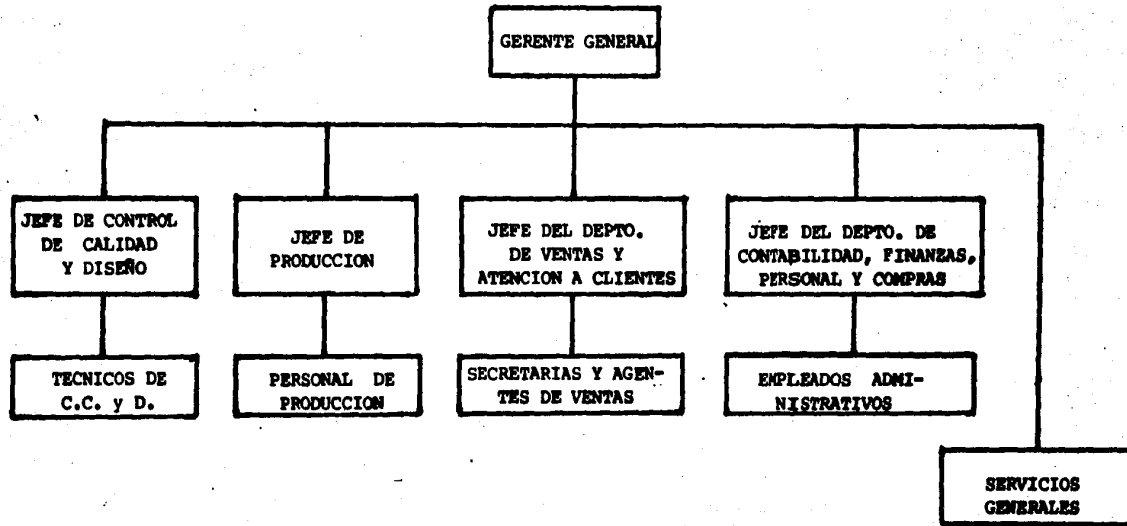 GERENTE GENERAL
JEFE DE CONTROL
DE CALIDAD
Y DISEÑO
JEFE DE
PRODUCCION
JEFE DEL DEPTO.
DE VENTAS Y
ATENCION A CLIENTES
JEFE DEL DEPTO. DE
CONTABILIDAD, FINANZAS,
PERSONAL Y COMPRAS
TECNICOS DE
C.C. y D.
PERSONAL DE
PRODUCCION
SECRETARIAS Y AGEN-
TES DE VENTAS
EMPLEADOS ADMI-
NISTRATIVOS
SERVICIOS
GENERALES